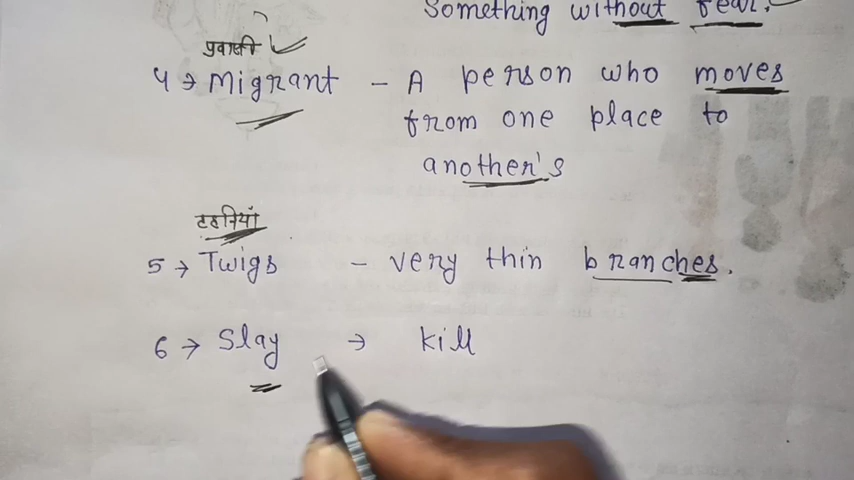 Something without fear.
प्रवासी
4 → Migrant – A person who moves
from one place to
another's
टहनियाँ
5 → Twigs – very thin branches.
6 → Slay → kill